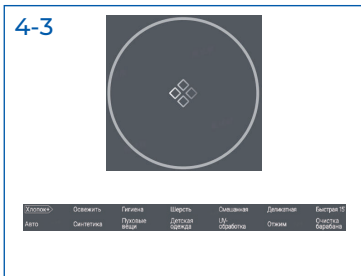 4-3
Хлопок+ Освежить Гигиена Шерсть Смешанная Деликатная Быстрая 15'
Авто Синтетика Пуховые вещи Детская одежда UV-обработка Отжим Очистка барабана